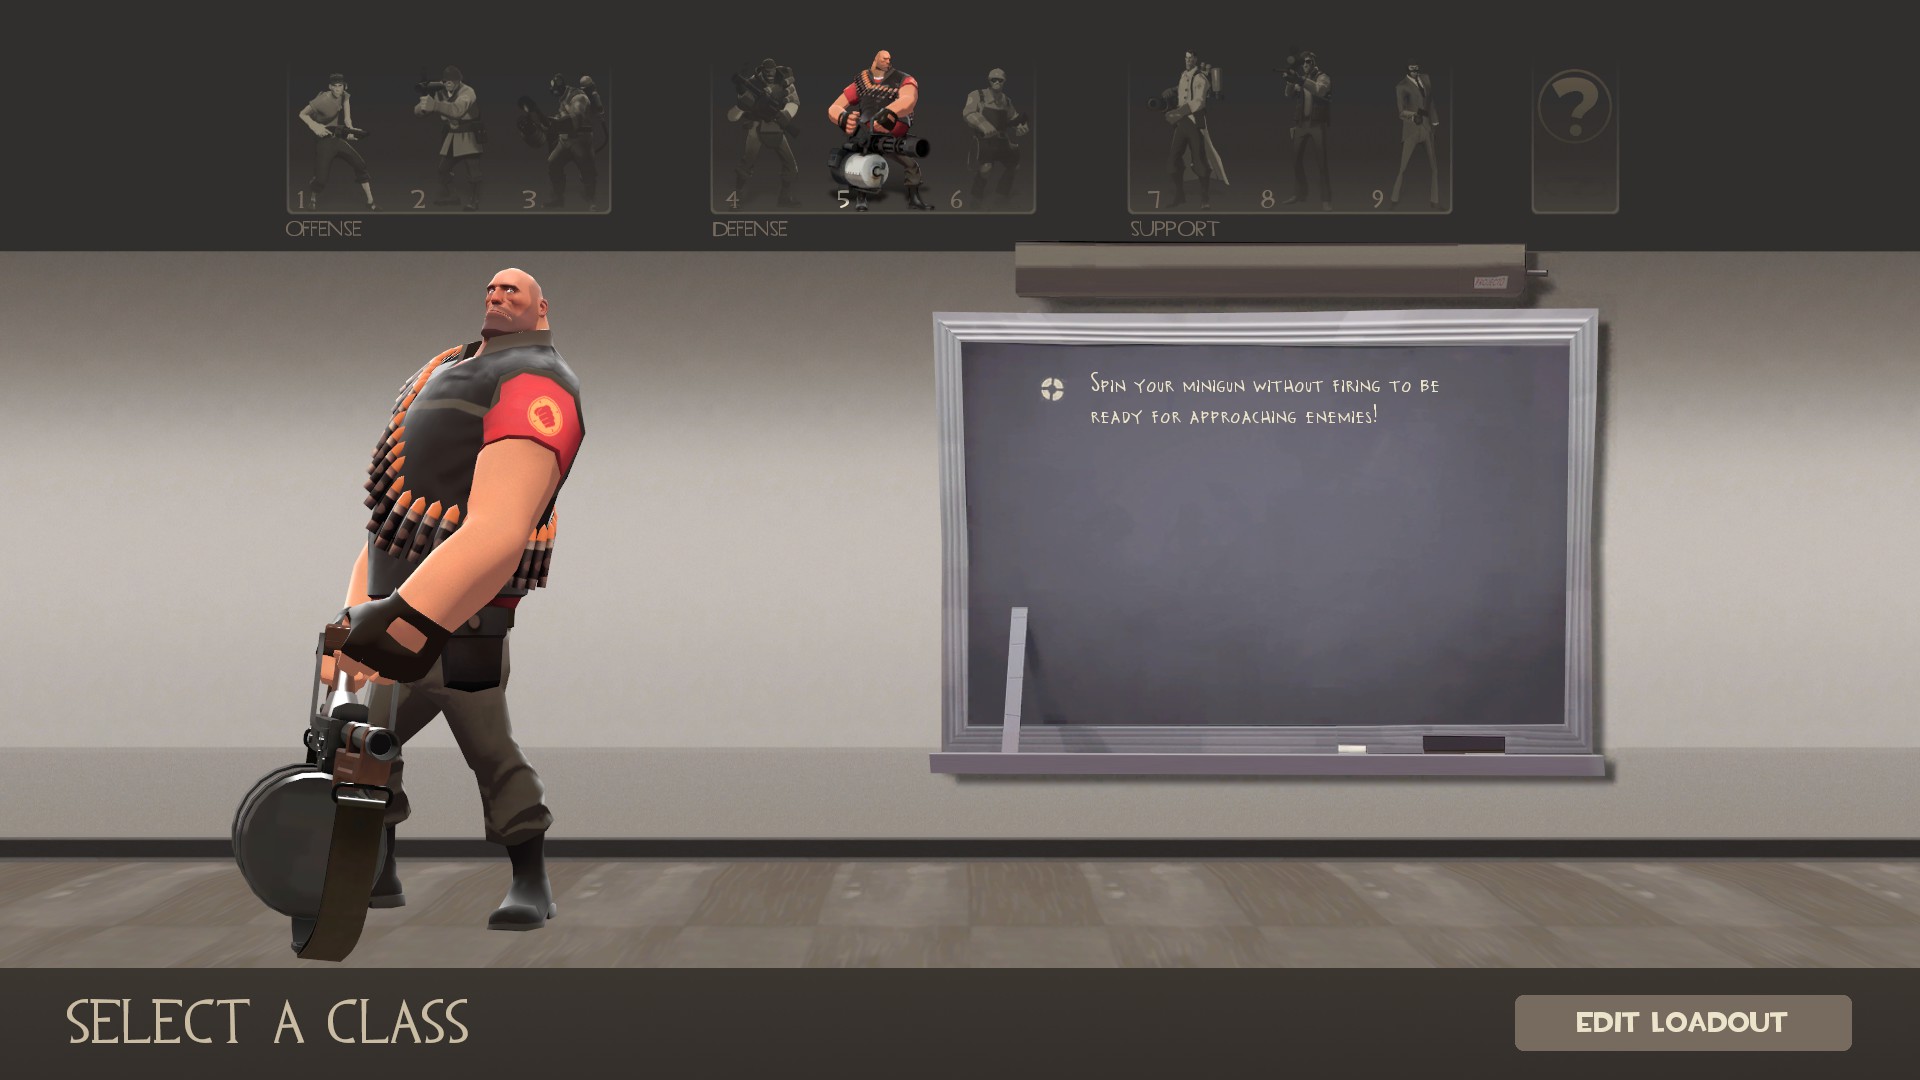 1 2 3 4 5 6 7 8 9 ?
OFFENSE DEFENSE SUPPORT
SPIN YOUR MINIGUN WITHOUT FIRING TO BE
READY FOR APPROACHING ENEMIES!
SELECT A CLASS
EDIT LOADOUT